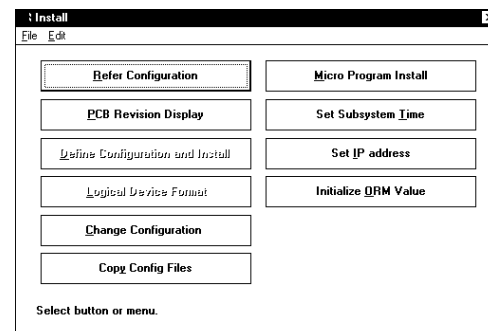 Install
File Edit
Refer Configuration
Micro Program Install
PCB Revision Display
Set Subsystem Time
Define Configuration and Install
Set IP address
Logical Device Format
Initialize ORM Value
Change Configuration
Copy Config Files
Select button or menu.